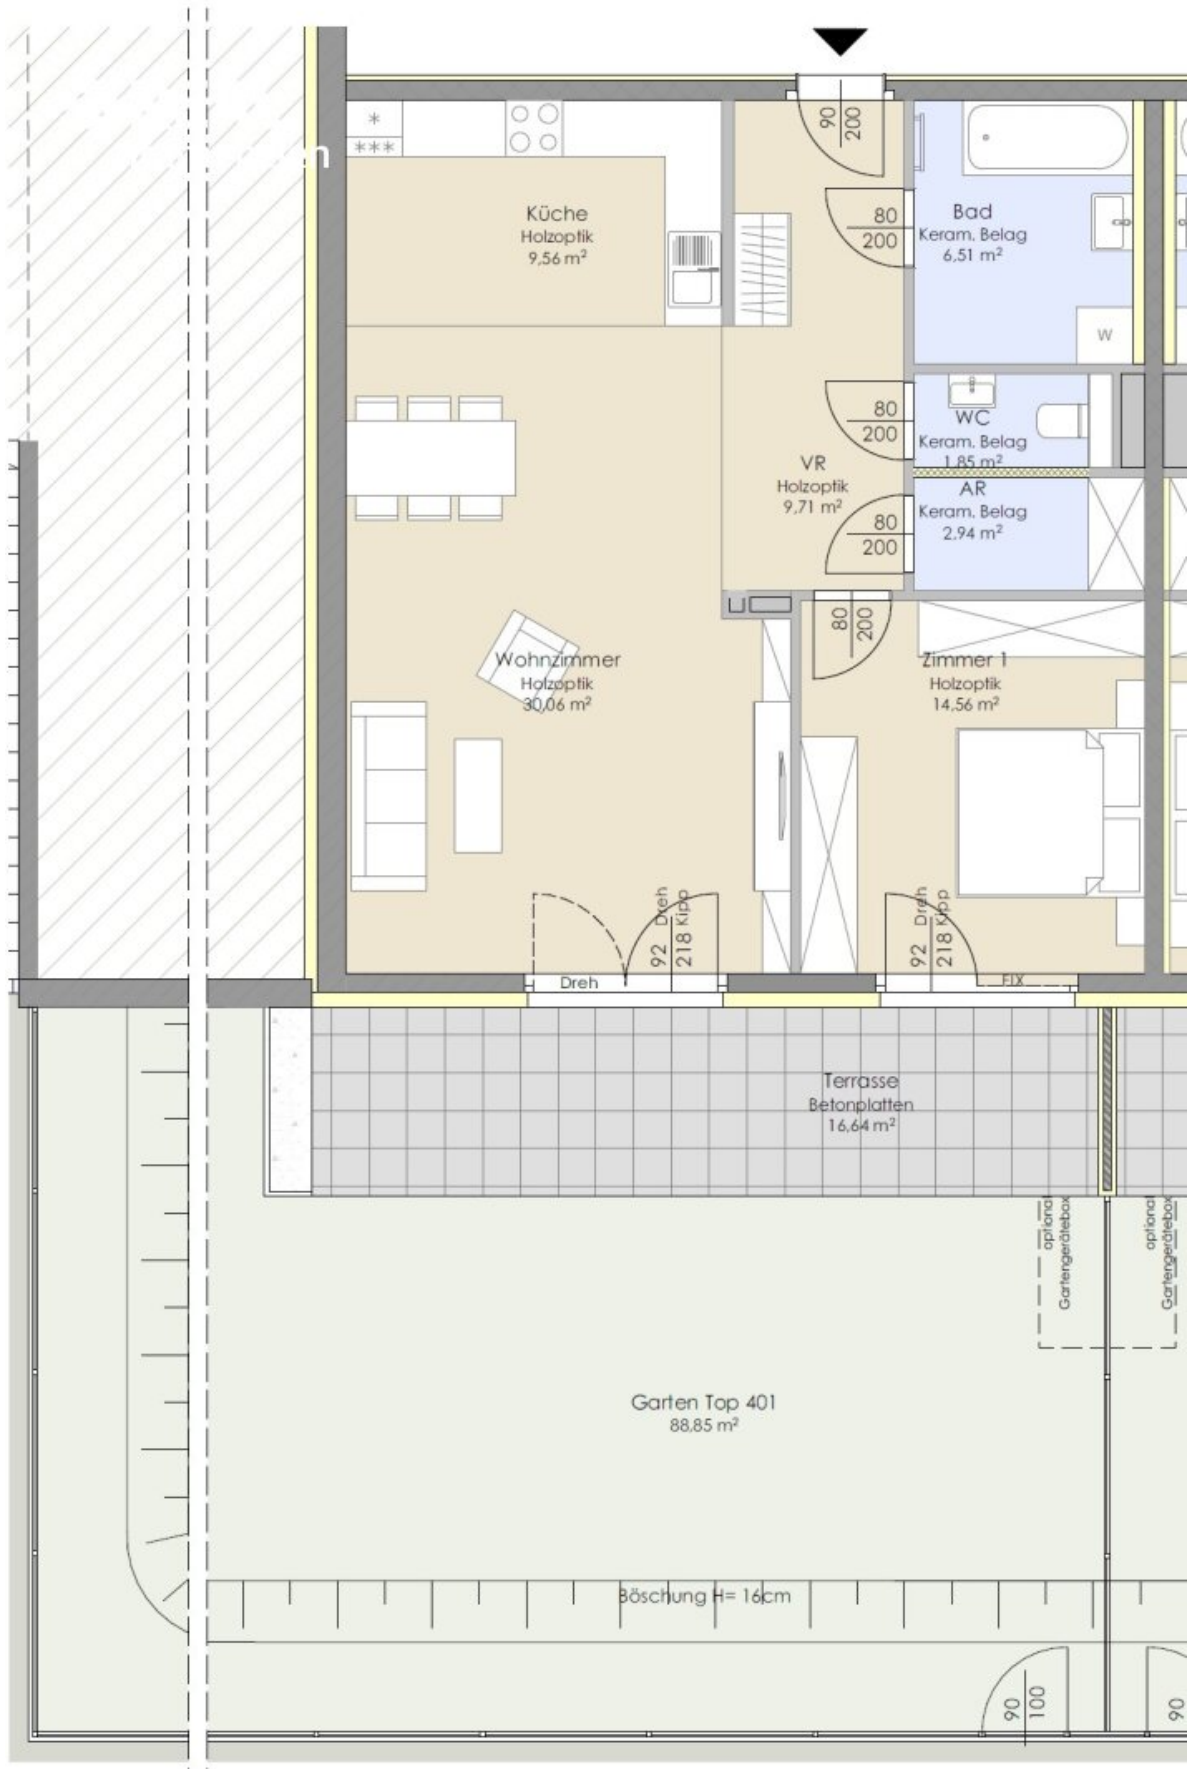 n
90
200
Küche
Holzoptik
9,56 m²
80
200
Bad
Keram. Belag
6,51 m²
W
80
200
WC
Keram. Belag
1,85 m²
VR
Holzoptik
9,71 m²
AR
Keram. Belag
2,94 m²
80
200
80
200
Wohnzimmer
Holzoptik
30,06 m²
Zimmer 1
Holzoptik
14,56 m²
92 Dreh
218 Kipp
92 Dreh
218 Kipp
Dreh
FIX
Terrasse
Betonplatten
16,64 m²
optional
Gartengerätebox
optional
Gartengerätebox
Garten Top 401
88,85 m²
Böschung H= 16cm
90
100
90